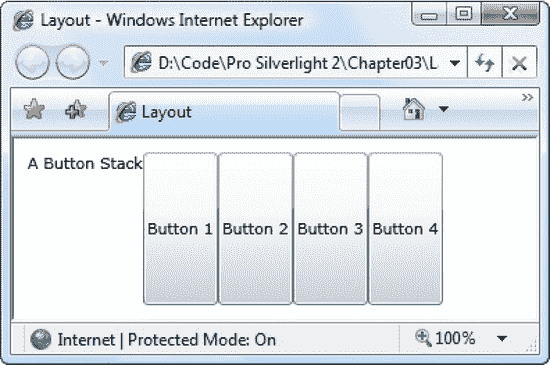 Layout - Windows Internet Explorer
D:\Code\Pro Silverlight 2\Chapter03\L
Layout
»
A Button Stack
Button 1 Button 2 Button 3 Button 4
Internet | Protected Mode: On
100%